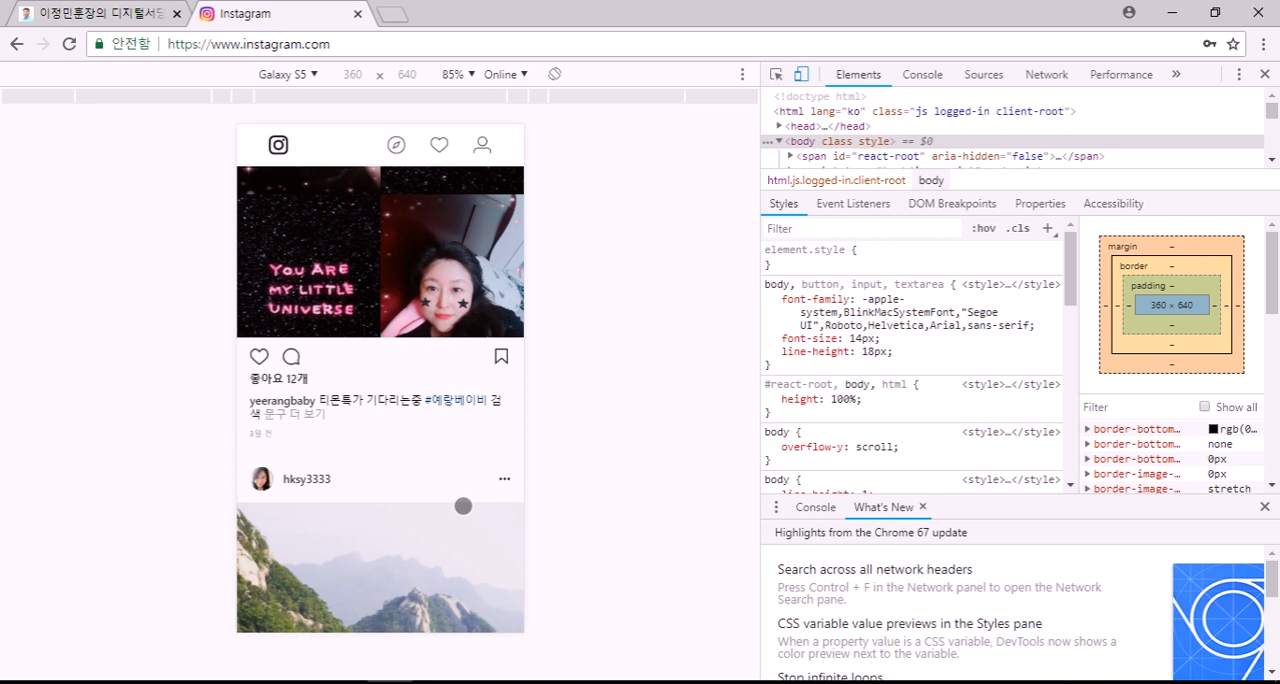 이정민훈장의 디지털서당
Instagram
안전함
https://www.instagram.com
Galaxy S5 ▼ 360 × 640 85% ▼ Online ▼
Elements Console Sources Network Performance »
<!doctype html>
<html lang="ko" class="js logged-in client-root">
<head>…</head>
<body class style> == $0
<span id="react-root" aria-hidden="false">…</span>
html.js.logged-in.client-root body
Styles Event Listeners DOM Breakpoints Properties Accessibility
Filter :hov .cls +
element.style {
}
body, button, input, textarea { <style>…</style>
font-family: -apple-
system,BlinkMacSystemFont,"Segoe
UI",Roboto,Helvetica,Arial,sans-serif;
font-size: 14px;
line-height: 18px;
}
#react-root, body, html { <style>…</style>
height: 100%;
}
body { <style>…</style>
overflow-y: scroll;
}
body { <style>…</style>
line-height: 1;
margin –
border –
padding –
360 × 640
Filter Show all
border-bottom… rgb(0…
border-bottom… none
border-bottom… 0px
border-image-… 0px
border-image-… stretch
YOU ARE
MY LITTLE
UNIVERSE
좋아요 12개
yeerangbaby 티몬특가 기다리는중 #예랑베이비 검
색 문구 더 보기
3일 전
hksy3333
Console What's New ×
Highlights from the Chrome 67 update
Search across all network headers
Press Control + F in the Network panel to open the Network
Search pane.
CSS variable value previews in the Styles pane
When a property value is a CSS variable, DevTools now shows a
color preview next to the variable.
Stop infinite loops